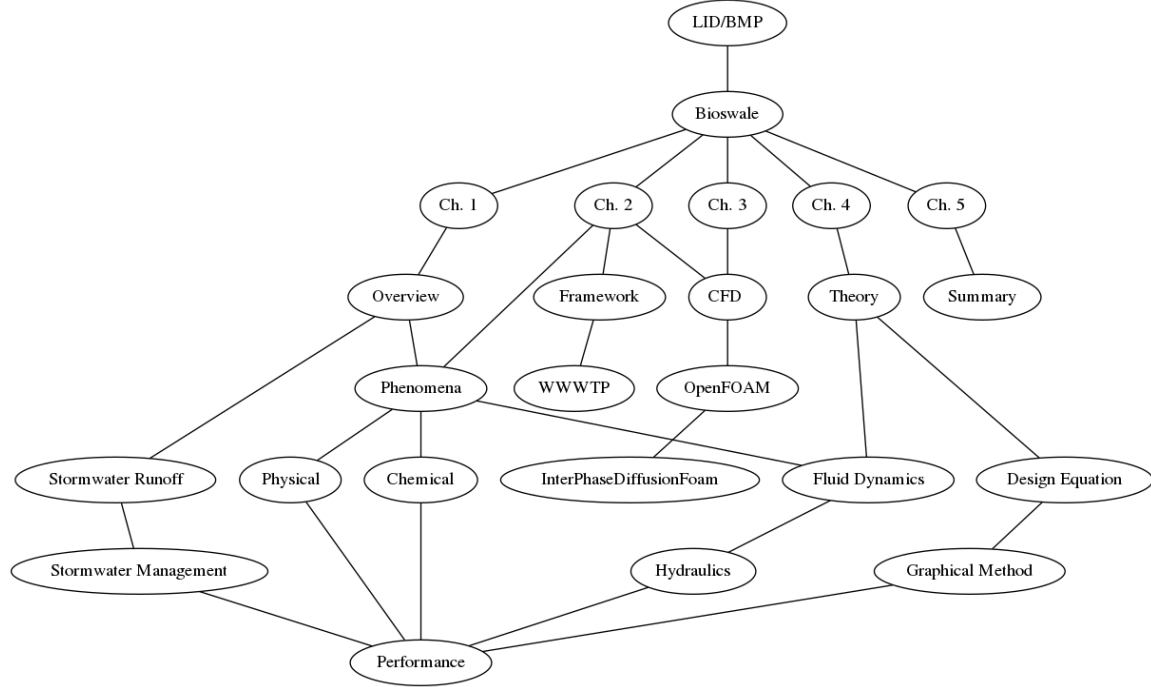 LID/BMP
Bioswale
Ch. 1
Ch. 2
Ch. 3
Ch. 4
Ch. 5
Overview
Framework
CFD
Theory
Summary
Phenomena
WWWTP
OpenFOAM
Stormwater Runoff
Physical
Chemical
InterPhaseDiffusionFoam
Fluid Dynamics
Design Equation
Stormwater Management
Hydraulics
Graphical Method
Performance